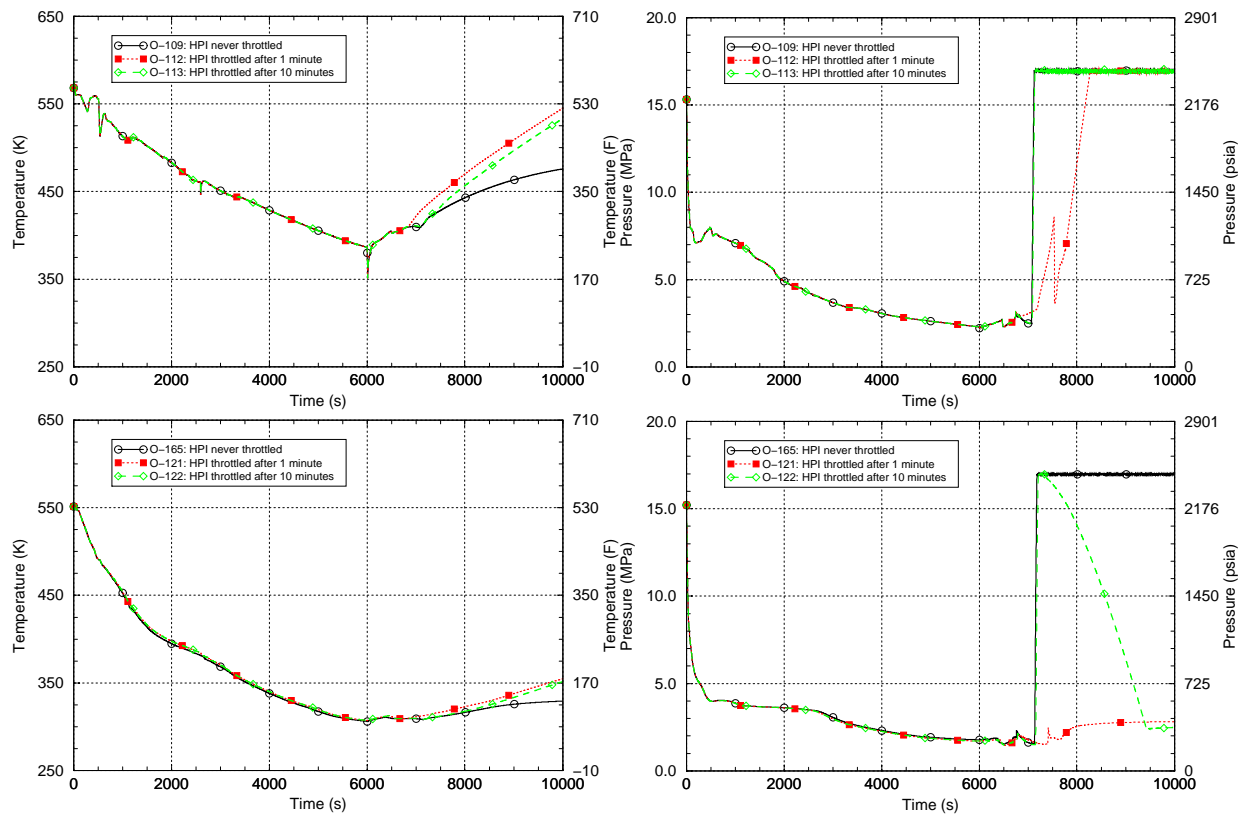 650
550
450
350
250
Temperature (K)
710
530
350
170
−10
Temperature (F)
0
2000
4000
6000
8000
10000
Time (s)
O−109: HPI never throttled
O−112: HPI throttled after 1 minute
O−113: HPI throttled after 10 minutes
20.0
15.0
10.0
5.0
0.0
Pressure (MPa)
2901
2176
1450
725
0
Pressure (psia)
0
2000
4000
6000
8000
10000
Time (s)
O−109: HPI never throttled
O−112: HPI throttled after 1 minute
O−113: HPI throttled after 10 minutes
650
550
450
350
250
Temperature (K)
710
530
350
170
−10
Temperature (F)
0
2000
4000
6000
8000
10000
Time (s)
O−165: HPI never throttled
O−121: HPI throttled after 1 minute
O−122: HPI throttled after 10 minutes
20.0
15.0
10.0
5.0
0.0
Pressure (MPa)
2901
2176
1450
725
0
Pressure (psia)
0
2000
4000
6000
8000
10000
Time (s)
O−165: HPI never throttled
O−121: HPI throttled after 1 minute
O−122: HPI throttled after 10 minutes